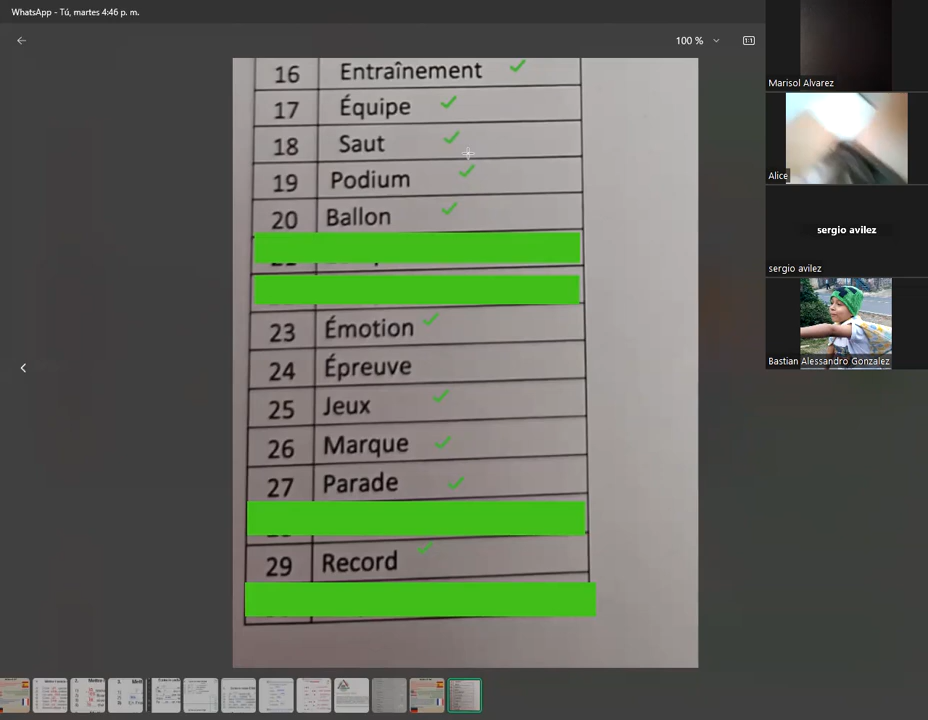 WhatsApp - Tú, martes 4:46 p. m.
100 %
1:1
16 Entraînement
17 Équipe
18 Saut
19 Podium
20 Ballon
23 Émotion
24 Épreuve
25 Jeux
26 Marque
27 Parade
29 Record
Marisol Alvarez
Alice
sergio avilez
sergio avilez
Bastian Alessandro Gonzalez